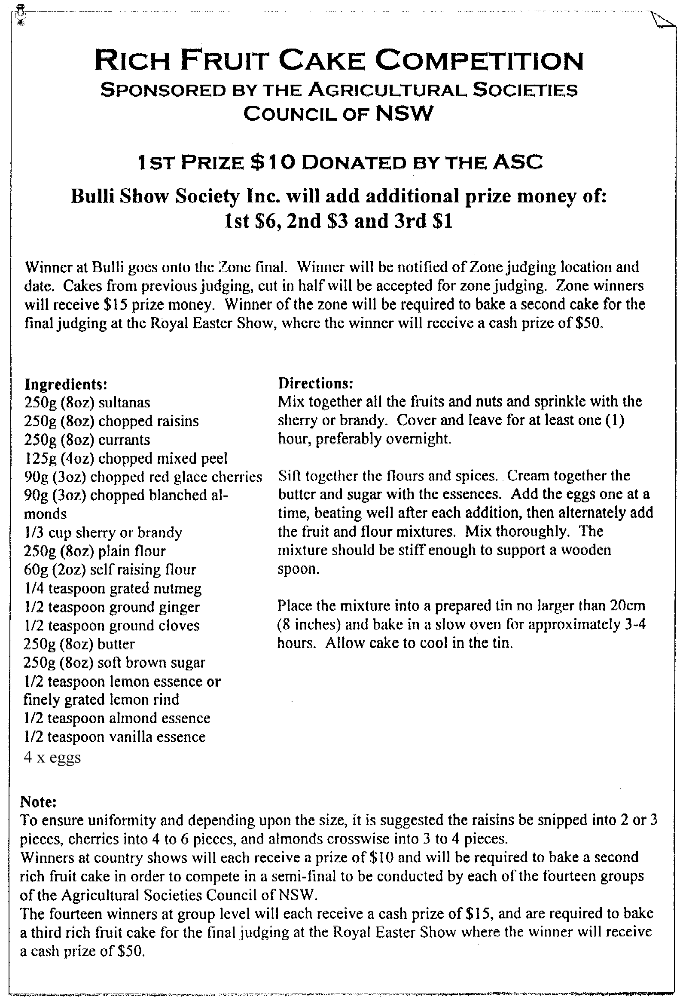 RICH FRUIT CAKE COMPETITION
SPONSORED BY THE AGRICULTURAL SOCIETIES
COUNCIL OF NSW
1ST PRIZE $10 DONATED BY THE ASC
Bulli Show Society Inc. will add additional prize money of:
1st $6, 2nd $3 and 3rd $1
Winner at Bulli goes onto the Zone final. Winner will be notified of Zone judging location and
date. Cakes from previous judging, cut in half will be accepted for zone judging. Zone winners
will receive $15 prize money. Winner of the zone will be required to bake a second cake for the
final judging at the Royal Easter Show, where the winner will receive a cash prize of $50.
Ingredients:
250g (8oz) sultanas
250g (8oz) chopped raisins
250g (8oz) currants
125g (4oz) chopped mixed peel
90g (3oz) chopped red glace cherries
90g (3oz) chopped blanched al-
monds
1/3 cup sherry or brandy
250g (8oz) plain flour
60g (2oz) self raising flour
1/4 teaspoon grated nutmeg
1/2 teaspoon ground ginger
1/2 teaspoon ground cloves
250g (8oz) butter
250g (8oz) soft brown sugar
1/2 teaspoon lemon essence or
finely grated lemon rind
1/2 teaspoon almond essence
1/2 teaspoon vanilla essence
4 x eggs
Directions:
Mix together all the fruits and nuts and sprinkle with the
sherry or brandy. Cover and leave for at least one (1)
hour, preferably overnight.
Sift together the flours and spices. Cream together the
butter and sugar with the essences. Add the eggs one at a
time, beating well after each addition, then alternately add
the fruit and flour mixtures. Mix thoroughly. The
mixture should be stiff enough to support a wooden
spoon.
Place the mixture into a prepared tin no larger than 20cm
(8 inches) and bake in a slow oven for approximately 3-4
hours. Allow cake to cool in the tin.
Note:
To ensure uniformity and depending upon the size, it is suggested the raisins be snipped into 2 or 3
pieces, cherries into 4 to 6 pieces, and almonds crosswise into 3 to 4 pieces.
Winners at country shows will each receive a prize of $10 and will be required to bake a second
rich fruit cake in order to compete in a semi-final to be conducted by each of the fourteen groups
of the Agricultural Societies Council of NSW.
The fourteen winners at group level will each receive a cash prize of $15, and are required to bake
a third rich fruit cake for the final judging at the Royal Easter Show where the winner will receive
a cash prize of $50.